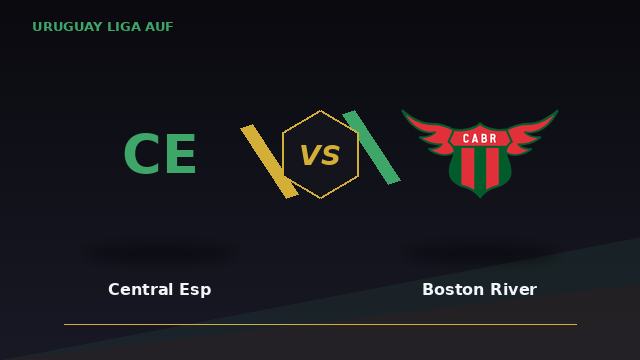 URUGUAY LIGA AUF
CE
VS
CABR
Central Esp
Boston River